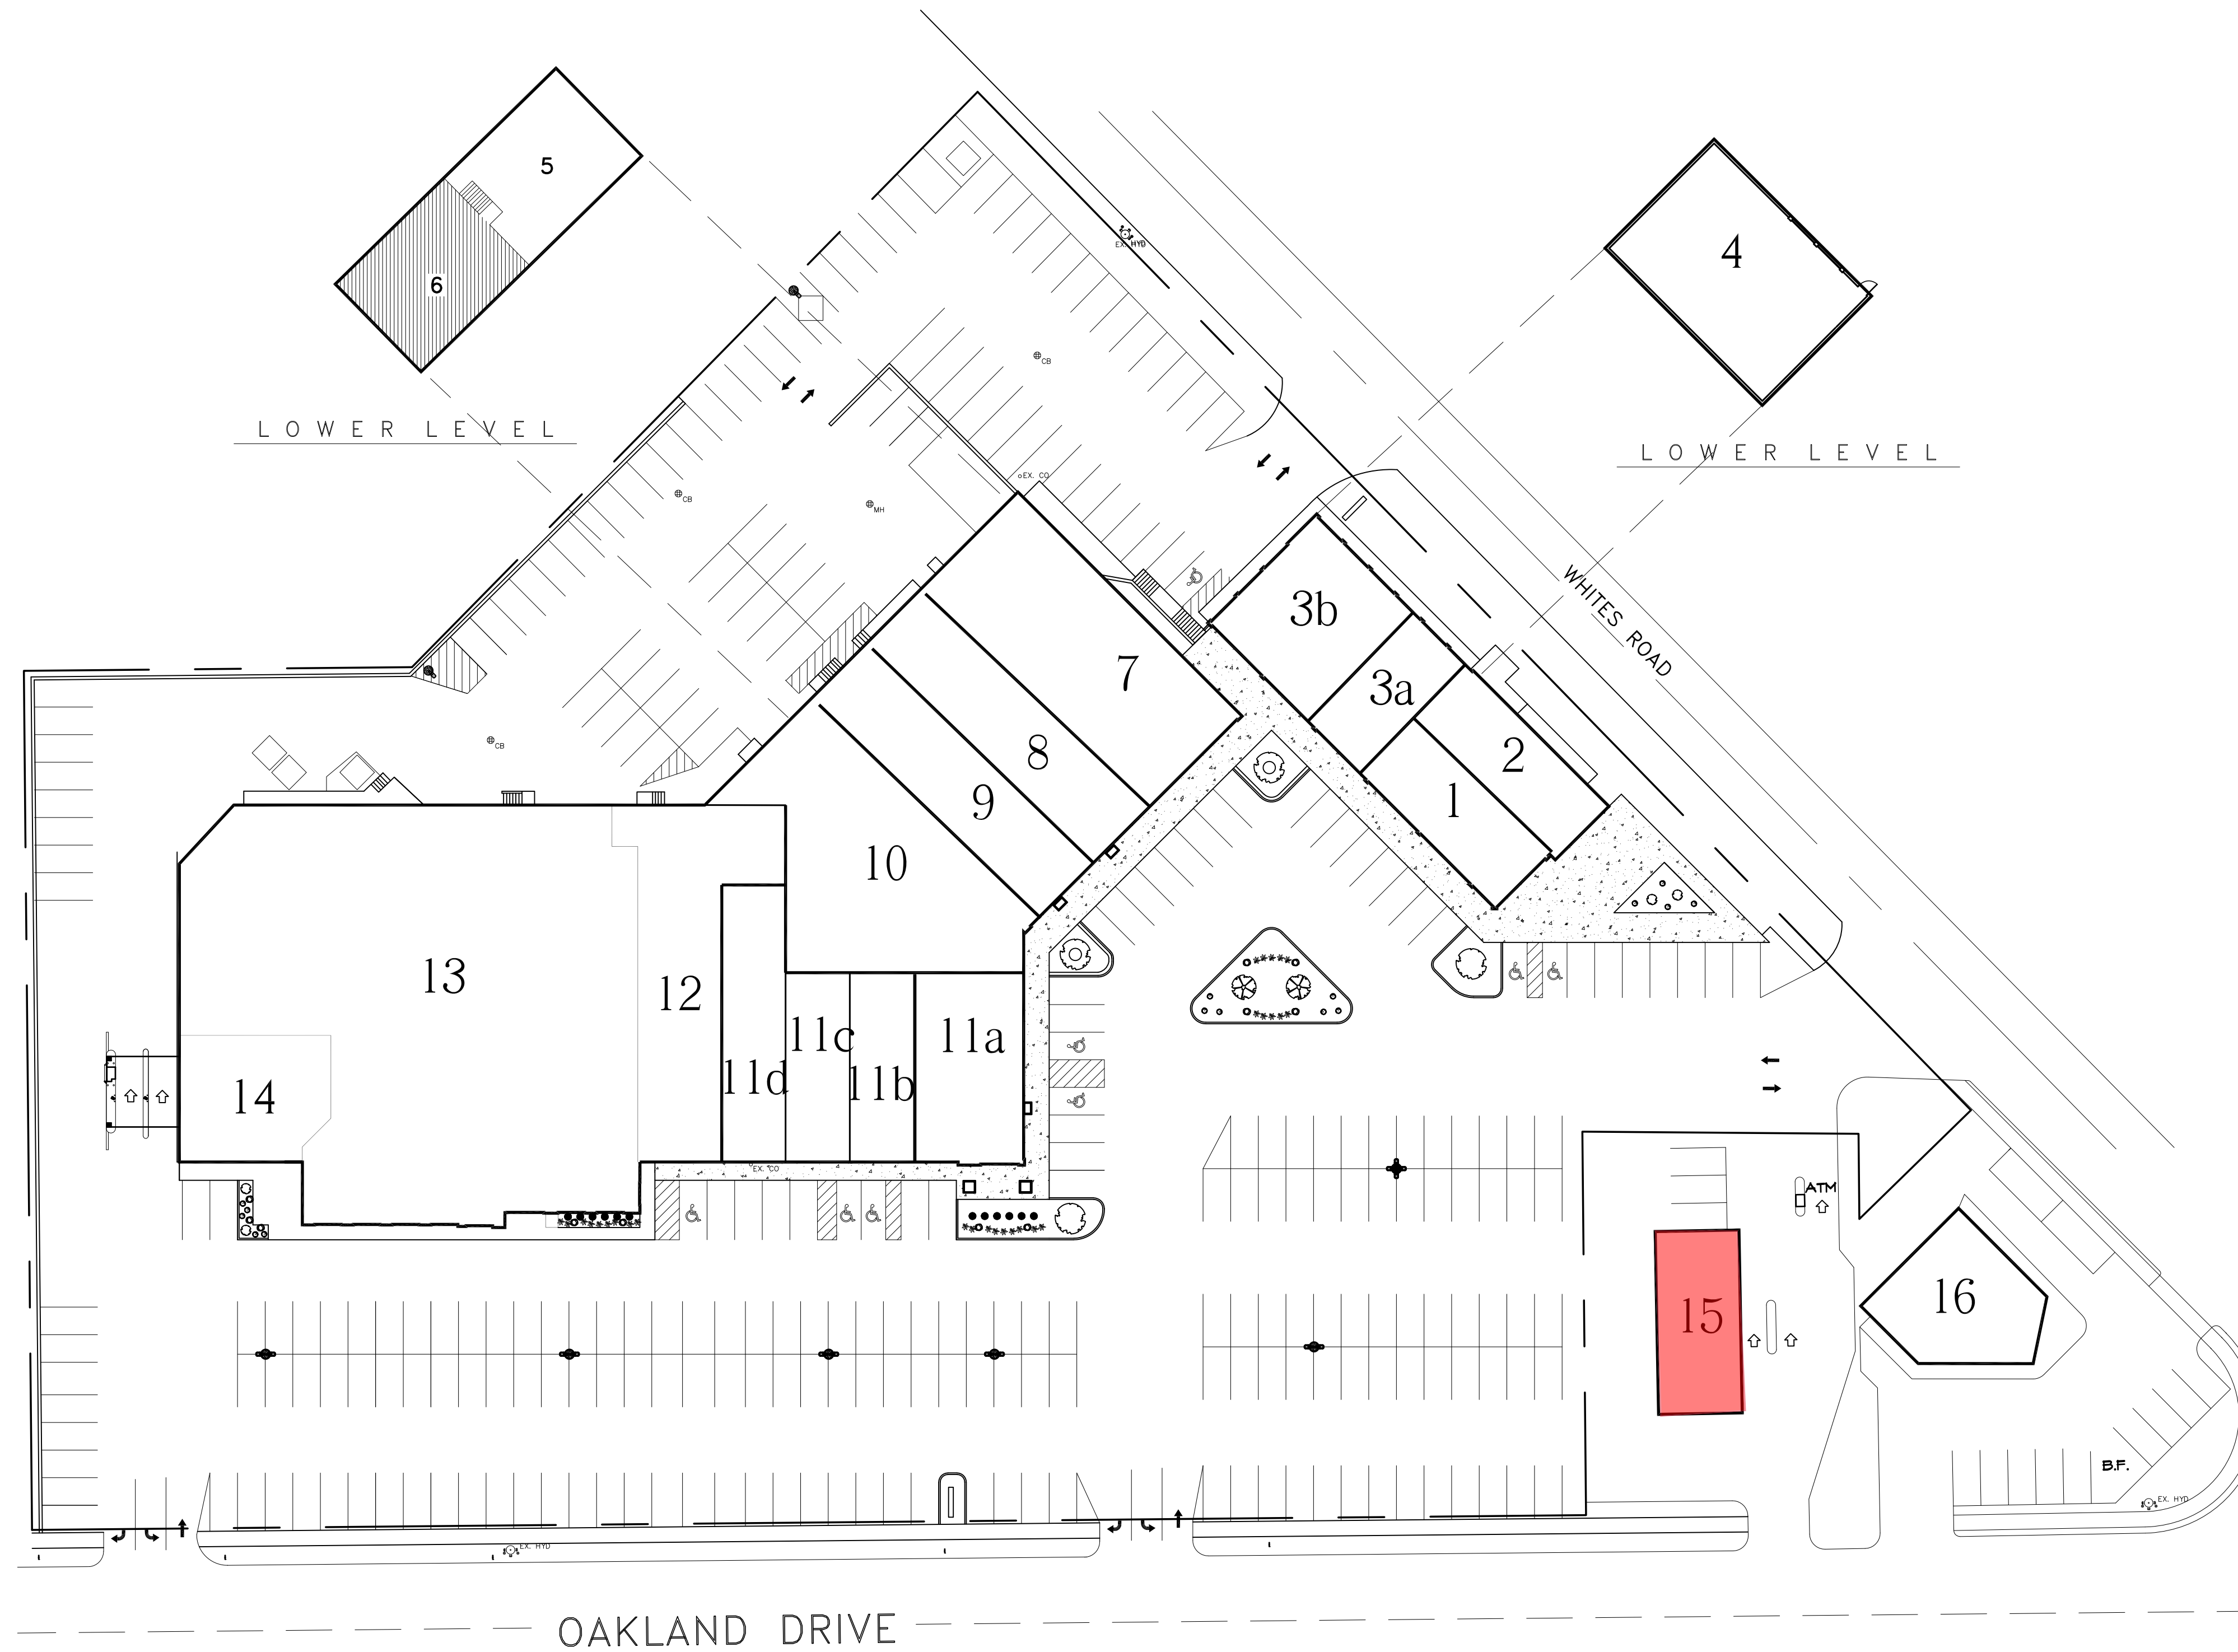 5
6
4
EX. HYD
CB
LOWER LEVEL
LOWER LEVEL
EX. CO
CB
MH
WHITES ROAD
3b
3a
7
2
1
8
9
10
CB
13
12
11c
11a
11d
11b
14
EX. CO
ATM
15
16
B.F.
EX. HYD
EX. HYD
OAKLAND DRIVE